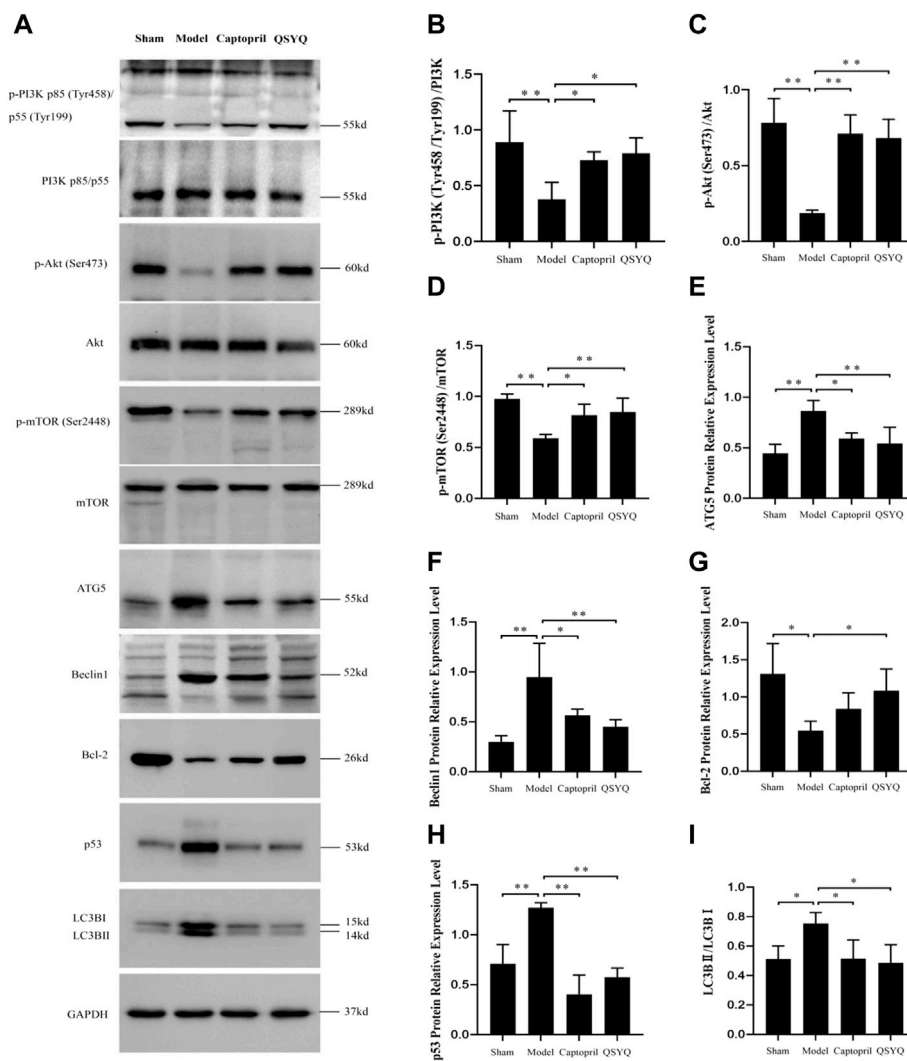 A
Sham Model Captopril QSYQ
p-PI3K p85 (Tyr458)/
p55 (Tyr199)
55kd
PI3K p85/p55
55kd
p-Akt (Ser473)
60kd
Akt
60kd
p-mTOR (Ser2448)
289kd
mTOR
289kd
ATG5
55kd
Beclin1
52kd
Bcl-2
26kd
p53
53kd
LC3BI
15kd
LC3BII
14kd
GAPDH
37kd
B
p-PI3K (Tyr458 /Tyr199) /PI3K
1.5
1.0
0.5
0.0
* *
*
*
Sham Model Captopril QSYQ
C
p-Akt (Ser473) /Akt
1.0
0.5
0.0
* *
* *
* *
Sham Model Captopril QSYQ
D
p-mTOR (Ser2448) /mTOR
1.5
1.0
0.5
0.0
* *
*
* *
Sham Model Captopril QSYQ
E
ATG5 Protein Relative Expression Level
1.5
1.0
0.5
0.0
* *
*
* *
Sham Model Captopril QSYQ
F
Beclin1 Protein Relative Expression Level
1.5
1.0
0.5
0.0
**
*
**
Sham Model Captopril QSYQ
G
Bcl-2 Protein Relative Expression Level
2.0
1.5
1.0
0.5
0.0
*
*
Sham Model Captopril QSYQ
H
p53 Protein Relative Expression Level
1.5
1.0
0.5
0.0
**
**
**
Sham Model Captopril QSYQ
I
LC3BⅡ/LC3BⅠ
1.0
0.8
0.6
0.4
0.2
0.0
*
*
*
Sham Model Captopril QSYQ